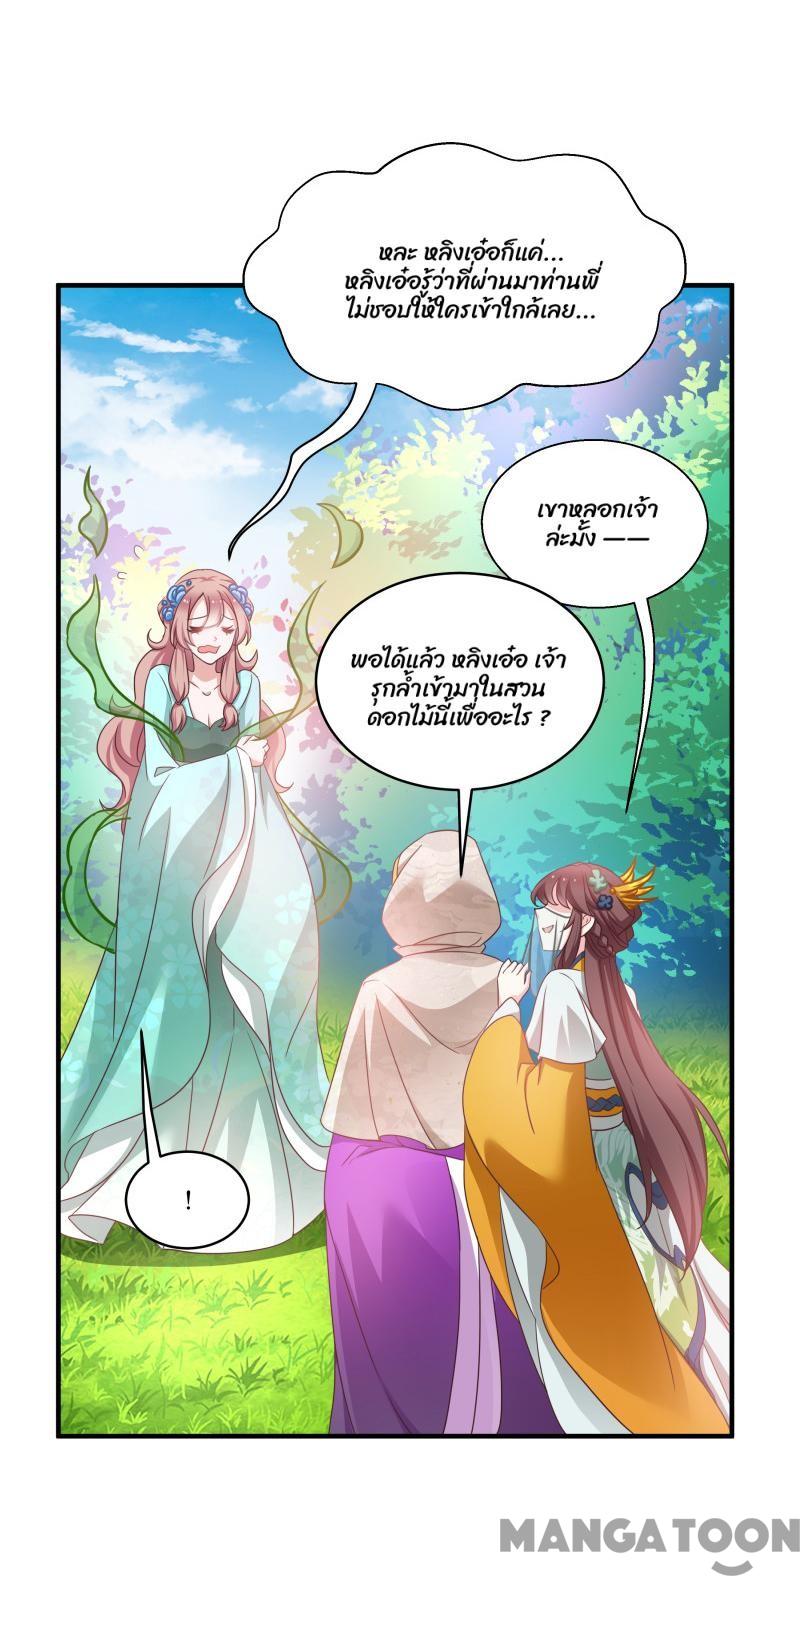 หละ หลิงเอ๋อก็แค่...
หลิงเอ๋อรู้ว่าที่ผ่านมาท่านพี่
ไม่ชอบให้ใครเข้าใกล้เลย...
เขาหลอกเจ้า
ล่ะมั้ง ——
พอได้แล้ว หลิงเอ๋อ เจ้า
รุกล้ำเข้ามาในสวน
ดอกไม้นี้เพื่ออะไร ?
!
MANGATOON